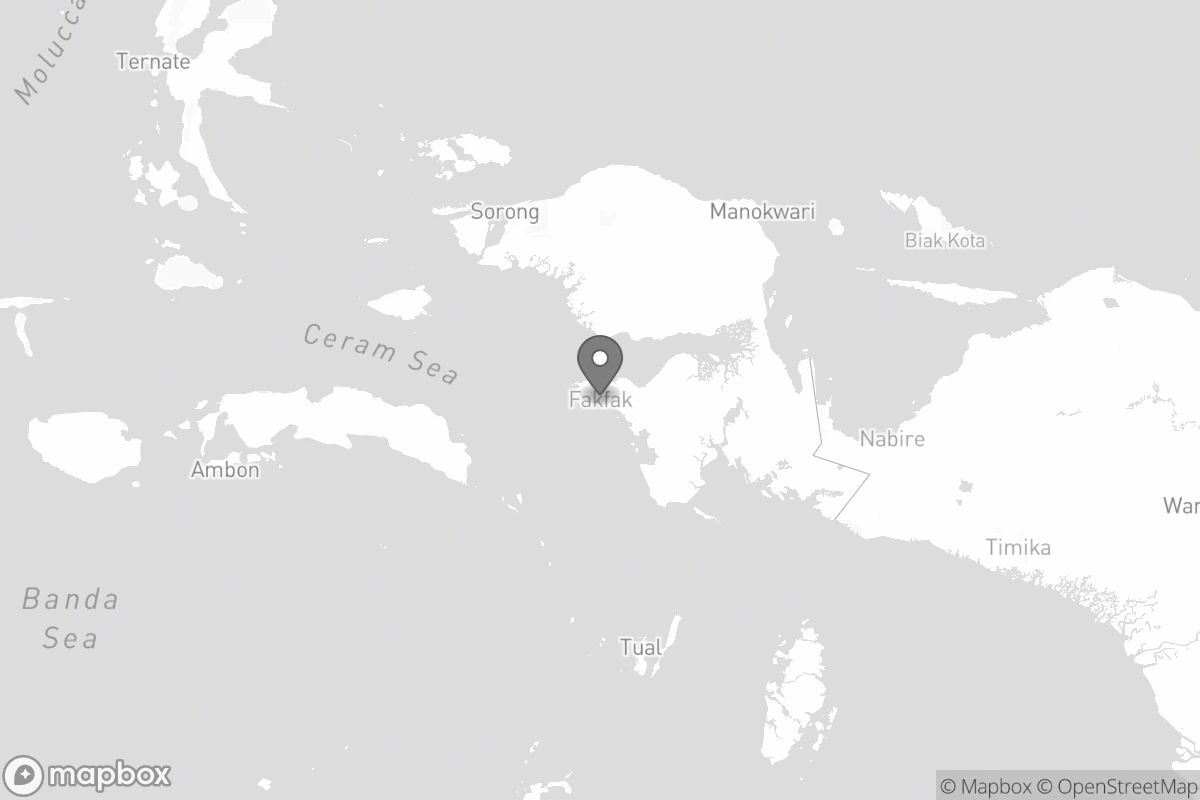 Molucca
Ternate
Sorong
Manokwari
Biak Kota
Ceram Sea
Fakfak
Nabire
Ambon
War
Timika
Banda
Sea
Tual
mapbox
© Mapbox © OpenStreetMap